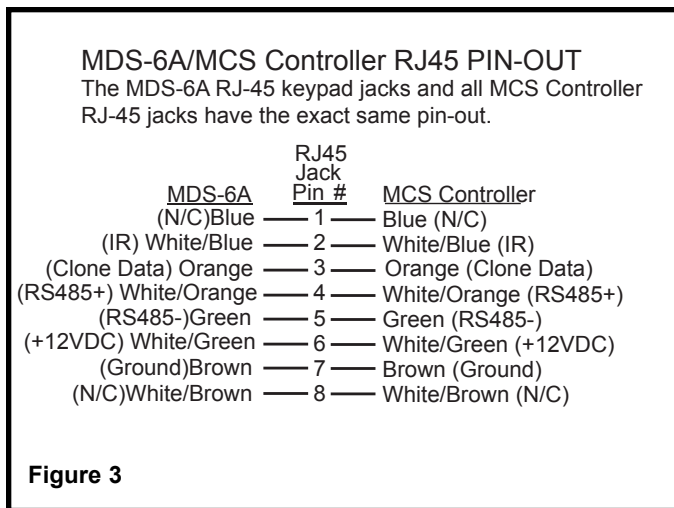 MDS-6A/MCS Controller RJ45 PIN-OUT
The MDS-6A RJ-45 keypad jacks and all MCS Controller
RJ-45 jacks have the exact same pin-out.
RJ45
Jack
MDS-6A Pin # MCS Controller
(N/C)Blue 1 Blue (N/C)
(IR) White/Blue 2 White/Blue (IR)
(Clone Data) Orange 3 Orange (Clone Data)
(RS485+) White/Orange 4 White/Orange (RS485+)
(RS485-)Green 5 Green (RS485-)
(+12VDC) White/Green 6 White/Green (+12VDC)
(Ground)Brown 7 Brown (Ground)
(N/C)White/Brown 8 White/Brown (N/C)
Figure 3